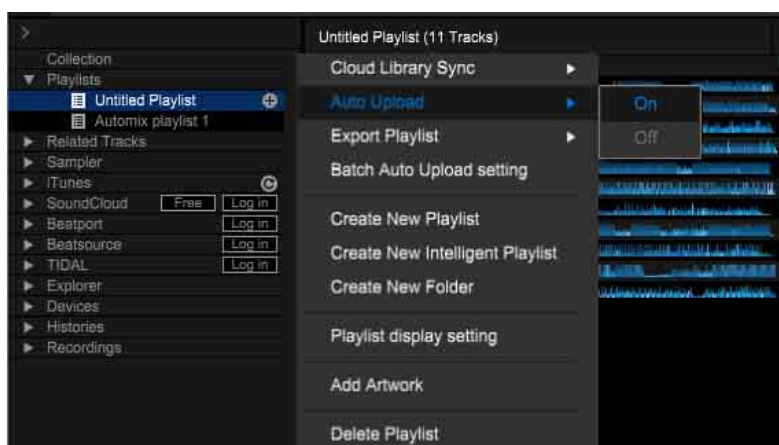 Collection
Playlists
Untitled Playlist
Automix playlist 1
Related Tracks
Sampler
iTunes
SoundCloud Free Log in
Beatport Log in
Beatsource Log in
TIDAL Log in
Explorer
Devices
Histories
Recordings
Untitled Playlist (11 Tracks)
Cloud Library Sync
Auto Upload
Export Playlist
Batch Auto Upload setting
Create New Playlist
Create New Intelligent Playlist
Create New Folder
Playlist display setting
Add Artwork
Delete Playlist
On
Off